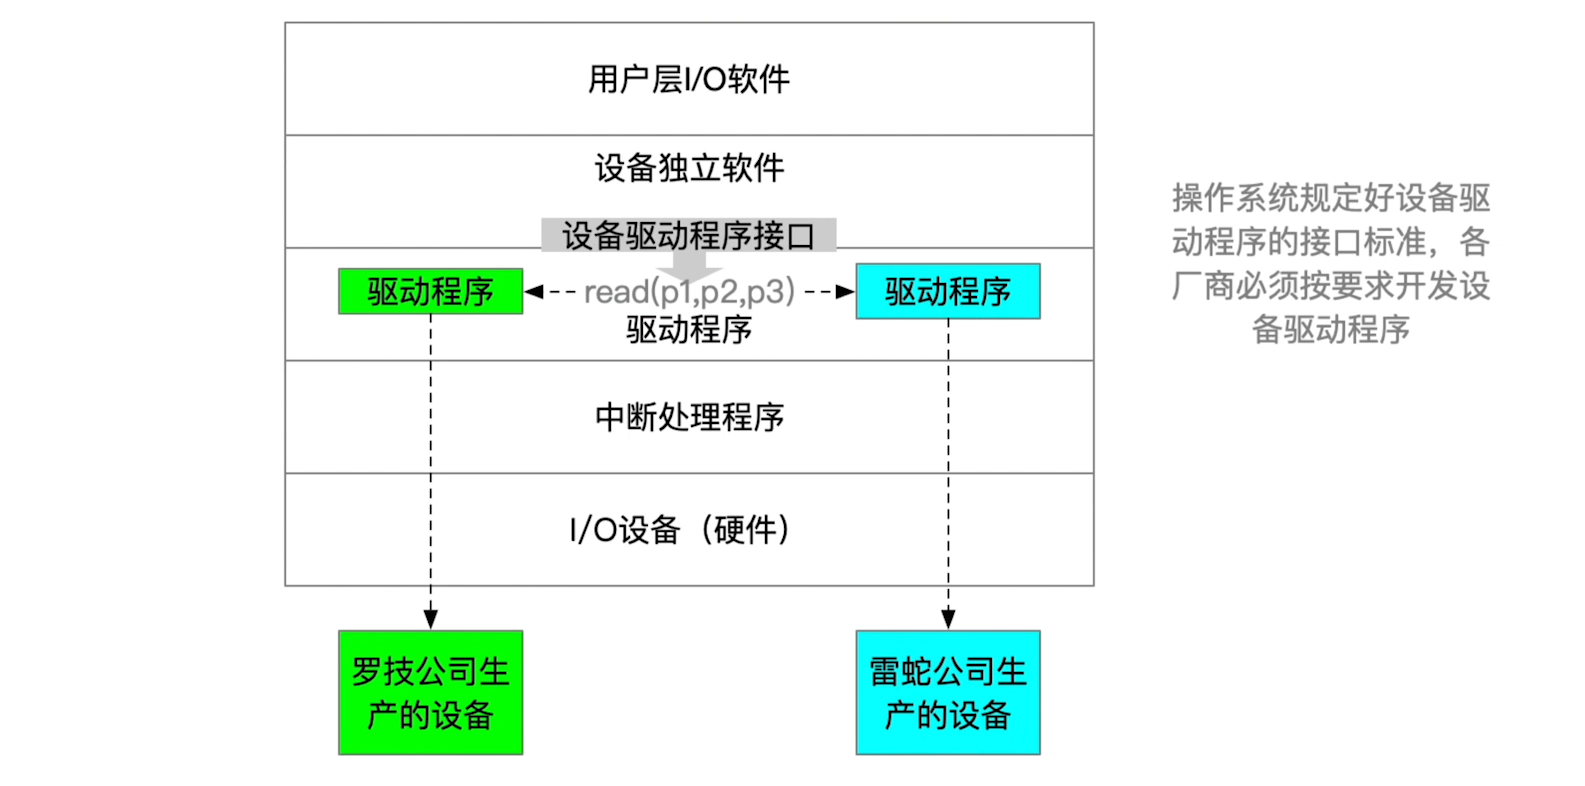 用户层I/O软件
设备独立软件
设备驱动程序接口
驱动程序
read(p1,p2,p3)
驱动程序
驱动程序
中断处理程序
I/O设备（硬件）
罗技公司生
产的设备
雷蛇公司生
产的设备
操作系统规定好设备驱
动程序的接口标准，各
厂商必须按要求开发设
备驱动程序